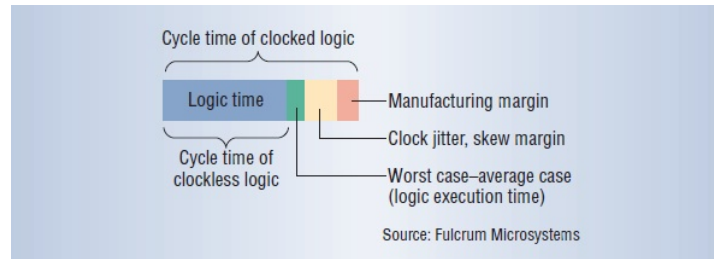 Cycle time of clocked logic
Logic time
Manufacturing margin
Clock jitter, skew margin
Cycle time of
clockless logic
Worst case–average case
(logic execution time)
Source: Fulcrum Microsystems